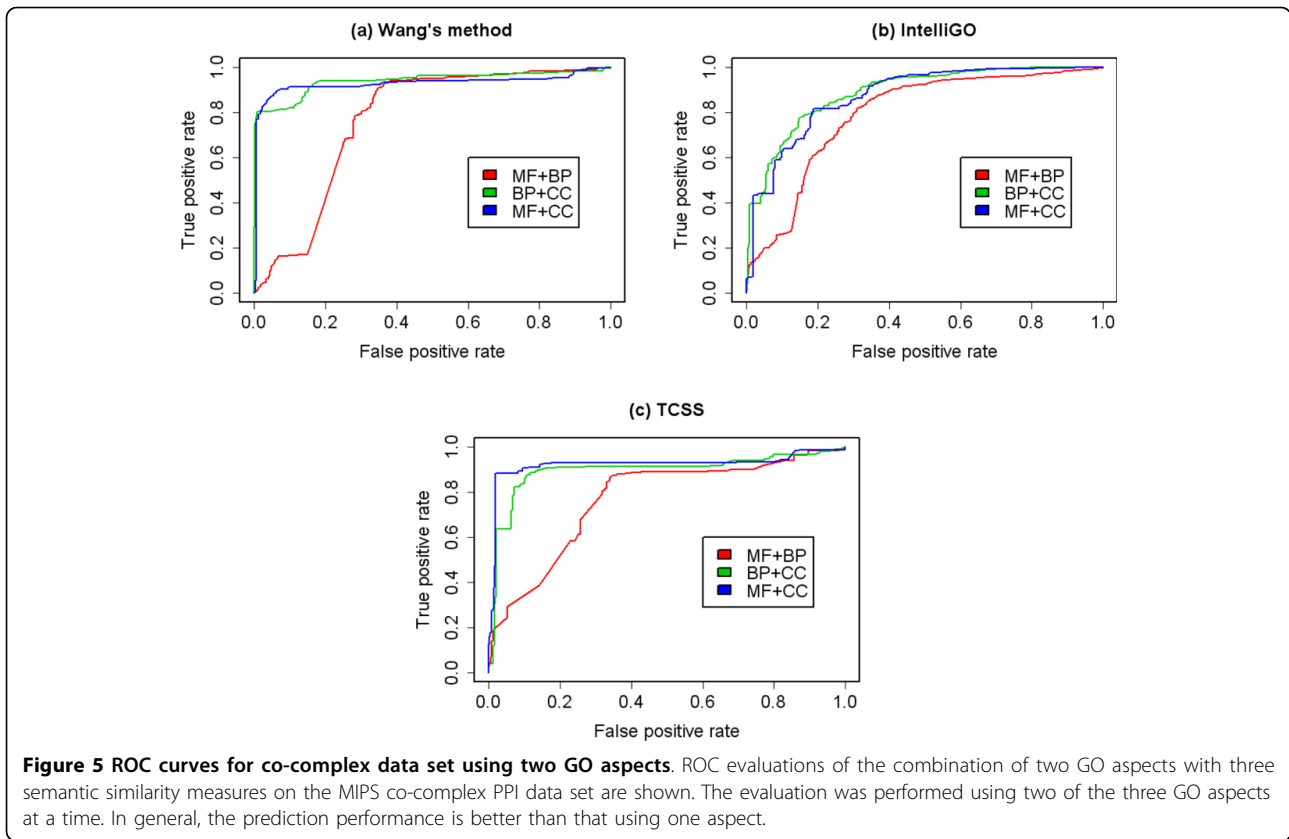 (a) Wang's method
True positive rate
0.0 0.2 0.4 0.6 0.8 1.0
MF+BP
BP+CC
MF+CC
0.0 0.2 0.4 0.6 0.8 1.0
False positive rate
(b) IntelliGO
True positive rate
0.0 0.2 0.4 0.6 0.8 1.0
MF+BP
BP+CC
MF+CC
0.0 0.2 0.4 0.6 0.8 1.0
False positive rate
(c) TCSS
True positive rate
0.0 0.2 0.4 0.6 0.8 1.0
MF+BP
BP+CC
MF+CC
0.0 0.2 0.4 0.6 0.8 1.0
False positive rate
Figure 5 ROC curves for co-complex data set using two GO aspects. ROC evaluations of the combination of two GO aspects with three
semantic similarity measures on the MIPS co-complex PPI data set are shown. The evaluation was performed using two of the three GO aspects
at a time. In general, the prediction performance is better than that using one aspect.